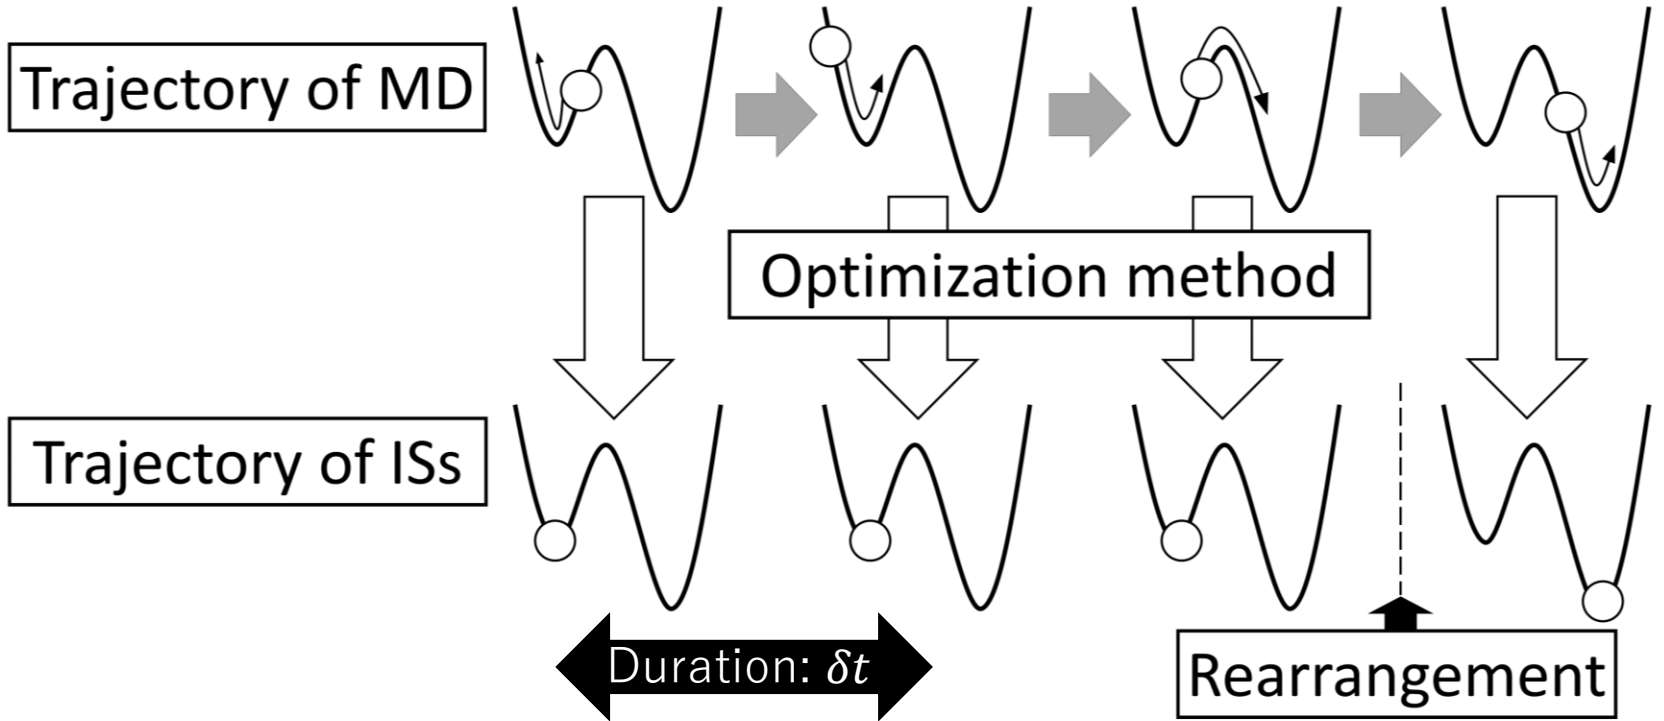 Trajectory of MD
Optimization method
Trajectory of ISs
Duration: δt
Rearrangement